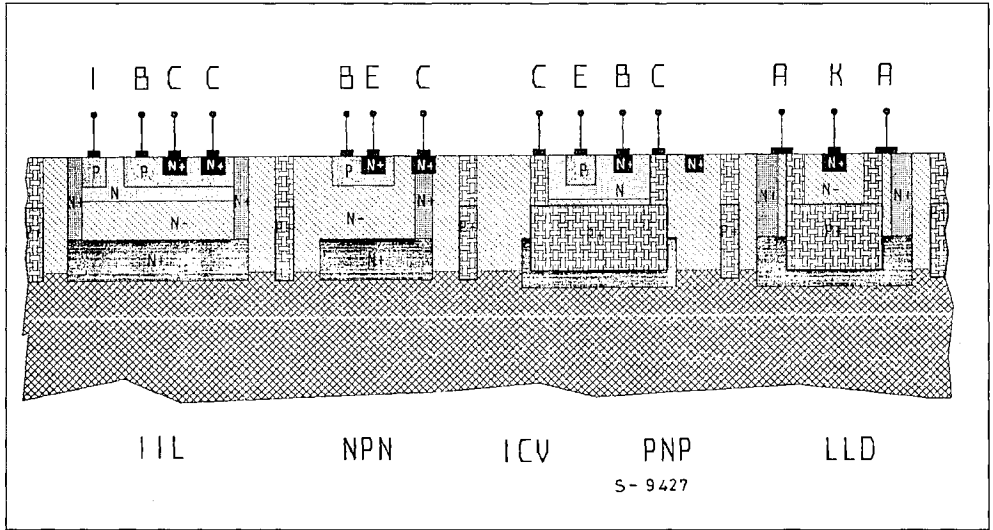 I B C C B E C C E B C A K A
P P N+ N+ P N+ N+ P N+ N+ N+
N+ N N+ N N+ N- N+
N- N- P+ P+ P+ P+
N+ N+
IIL NPN ICV PNP LLD
S-9427